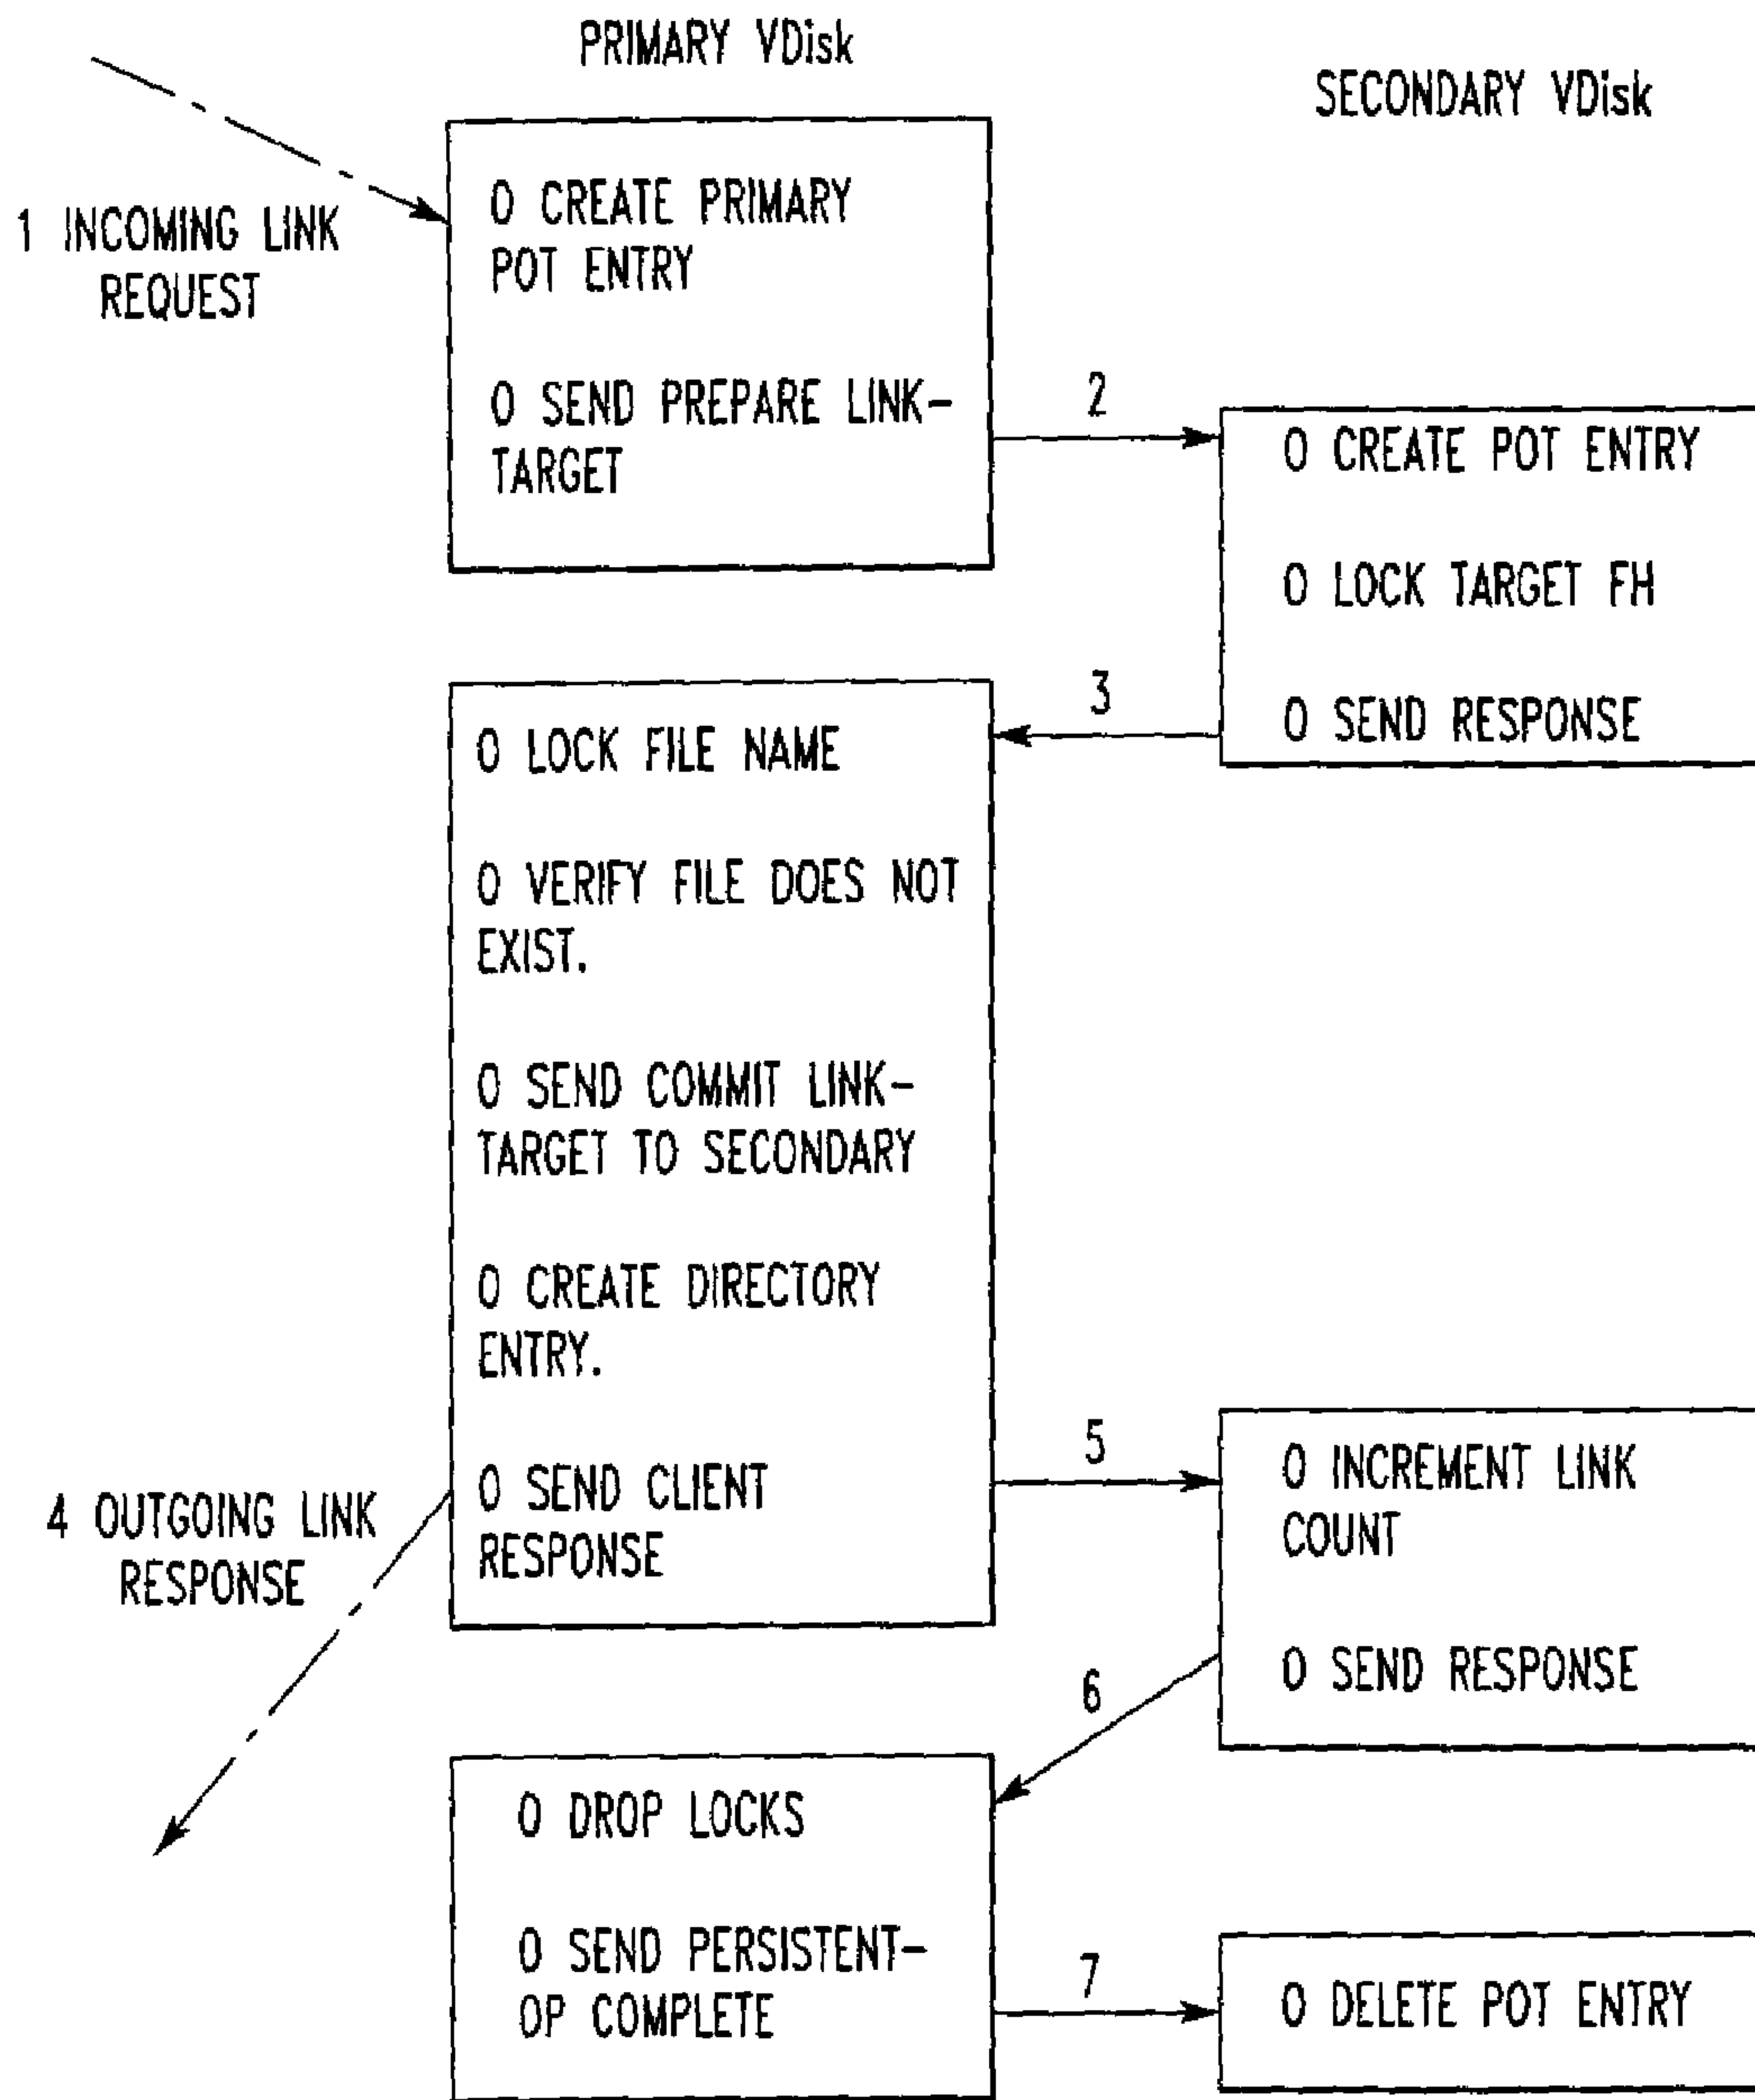 PRIMARY VDisk
SECONDARY VDisk
1 INCOMING LINK
REQUEST
O CREATE PRIMARY
POT ENTRY
O SEND PREPARE LINK-
TARGET
2
O CREATE POT ENTRY
O LOCK TARGET FH
O SEND RESPONSE
3
O LOCK FILE NAME
O VERIFY FILE DOES NOT
EXIST.
O SEND COMMIT LINK-
TARGET TO SECONDARY
O CREATE DIRECTORY
ENTRY.
O SEND CLIENT
RESPONSE
4 OUTGOING LINK
RESPONSE
5
O INCREMENT LINK
COUNT
O SEND RESPONSE
6
O DROP LOCKS
O SEND PERSISTENT-
OP COMPLETE
7
O DELETE POT ENTRY